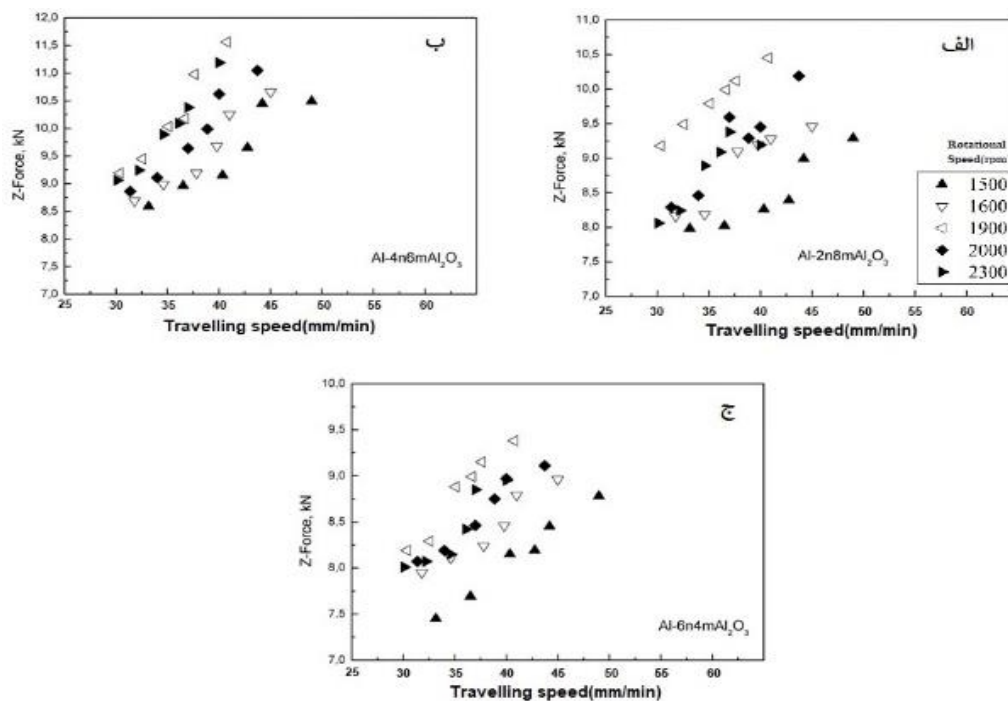 ب
12,0
11,5
11,0
10,5
10,0
9,5
9,0
8,5
8,0
7,5
7,0
Z-Force, kN
25 30 35 40 45 50 55 60
Travelling speed(mm/min)
Al-4n6mAl₂O₃
الف
11,0
10,5
10,0
9,5
9,0
8,5
8,0
7,5
7,0
Z-Force, kN
25 30 35 40 45 50 55 60
Travelling speed(mm/min)
Al-2n8mAl₂O₃
Rotational
Speed(rpm)
1500
1600
1900
2000
2300
ج
10,0
9,5
9,0
8,5
8,0
7,5
7,0
Z-Force, kN
25 30 35 40 45 50 55 60
Travelling speed(mm/min)
Al-6n4mAl₂O₃